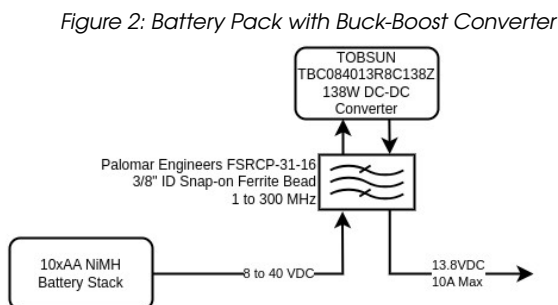 Figure 2: Battery Pack with Buck-Boost Converter
TOBSUN
TBC084013R8C138Z
138W DC-DC
Converter
Palomar Engineers FSRCP-31-16
3/8" ID Snap-on Ferrite Bead
1 to 300 MHz
10xAA NiMH
Battery Stack
8 to 40 VDC
13.8VDC
10A Max